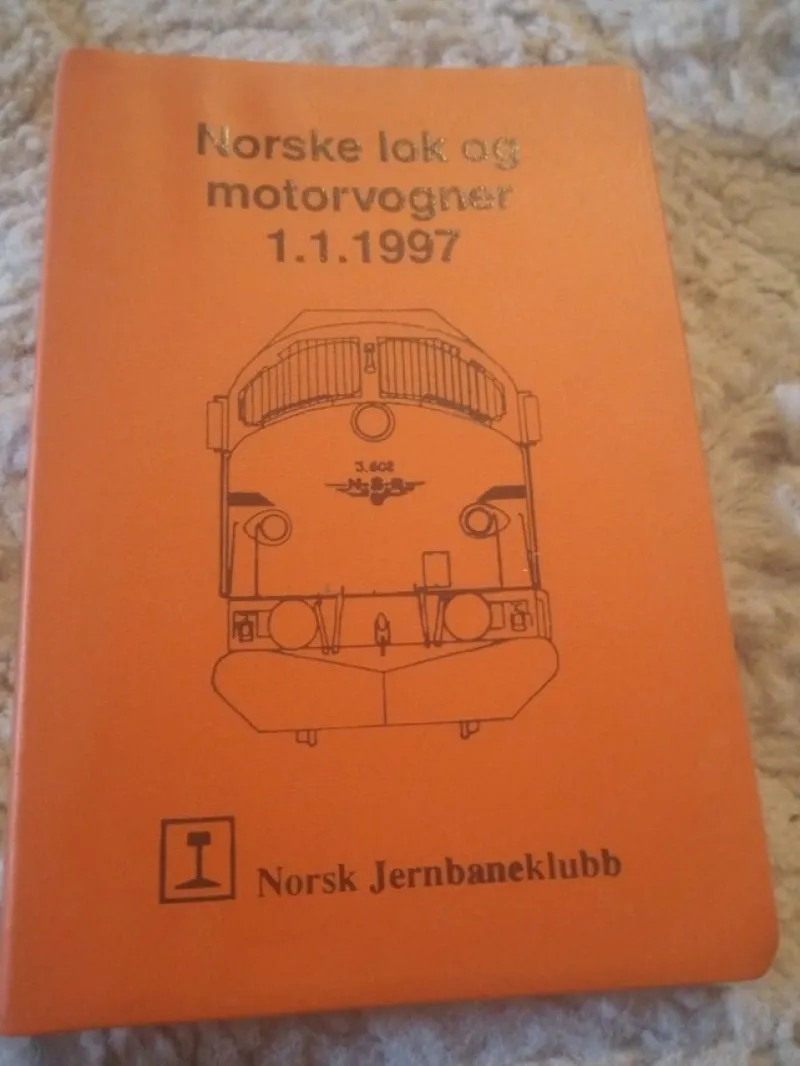 Norske lok og
motorvogner
1.1.1997
3.602
N-S-B
Norsk Jernbaneklubb